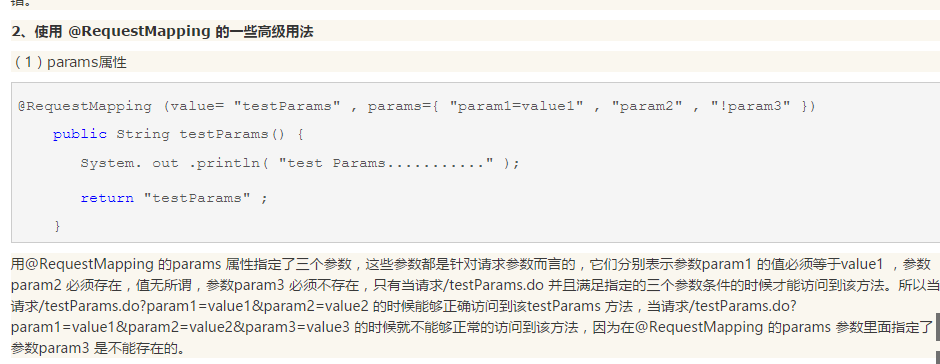 错。
2、使用 @RequestMapping 的一些高级用法
（1）params属性
@RequestMapping (value= "testParams" , params={ "param1=value1" , "param2" , "!param3" })
public String testParams() {
System. out .println( "test Params..........." );
return "testParams" ;
}
用@RequestMapping 的params 属性指定了三个参数，这些参数都是针对请求参数而言的，它们分别表示参数param1 的值必须等于value1 ，参数
param2 必须存在，值无所谓，参数param3 必须不存在，只有当请求/testParams.do 并且满足指定的三个参数条件的时候才能访问到该方法。所以当
请求/testParams.do?param1=value1&param2=value2 的时候能够正确访问到该testParams 方法，当请求/testParams.do?
param1=value1&param2=value2&param3=value3 的时候就不能够正常的访问到该方法，因为在@RequestMapping 的params 参数里面指定了
参数param3 是不能存在的。